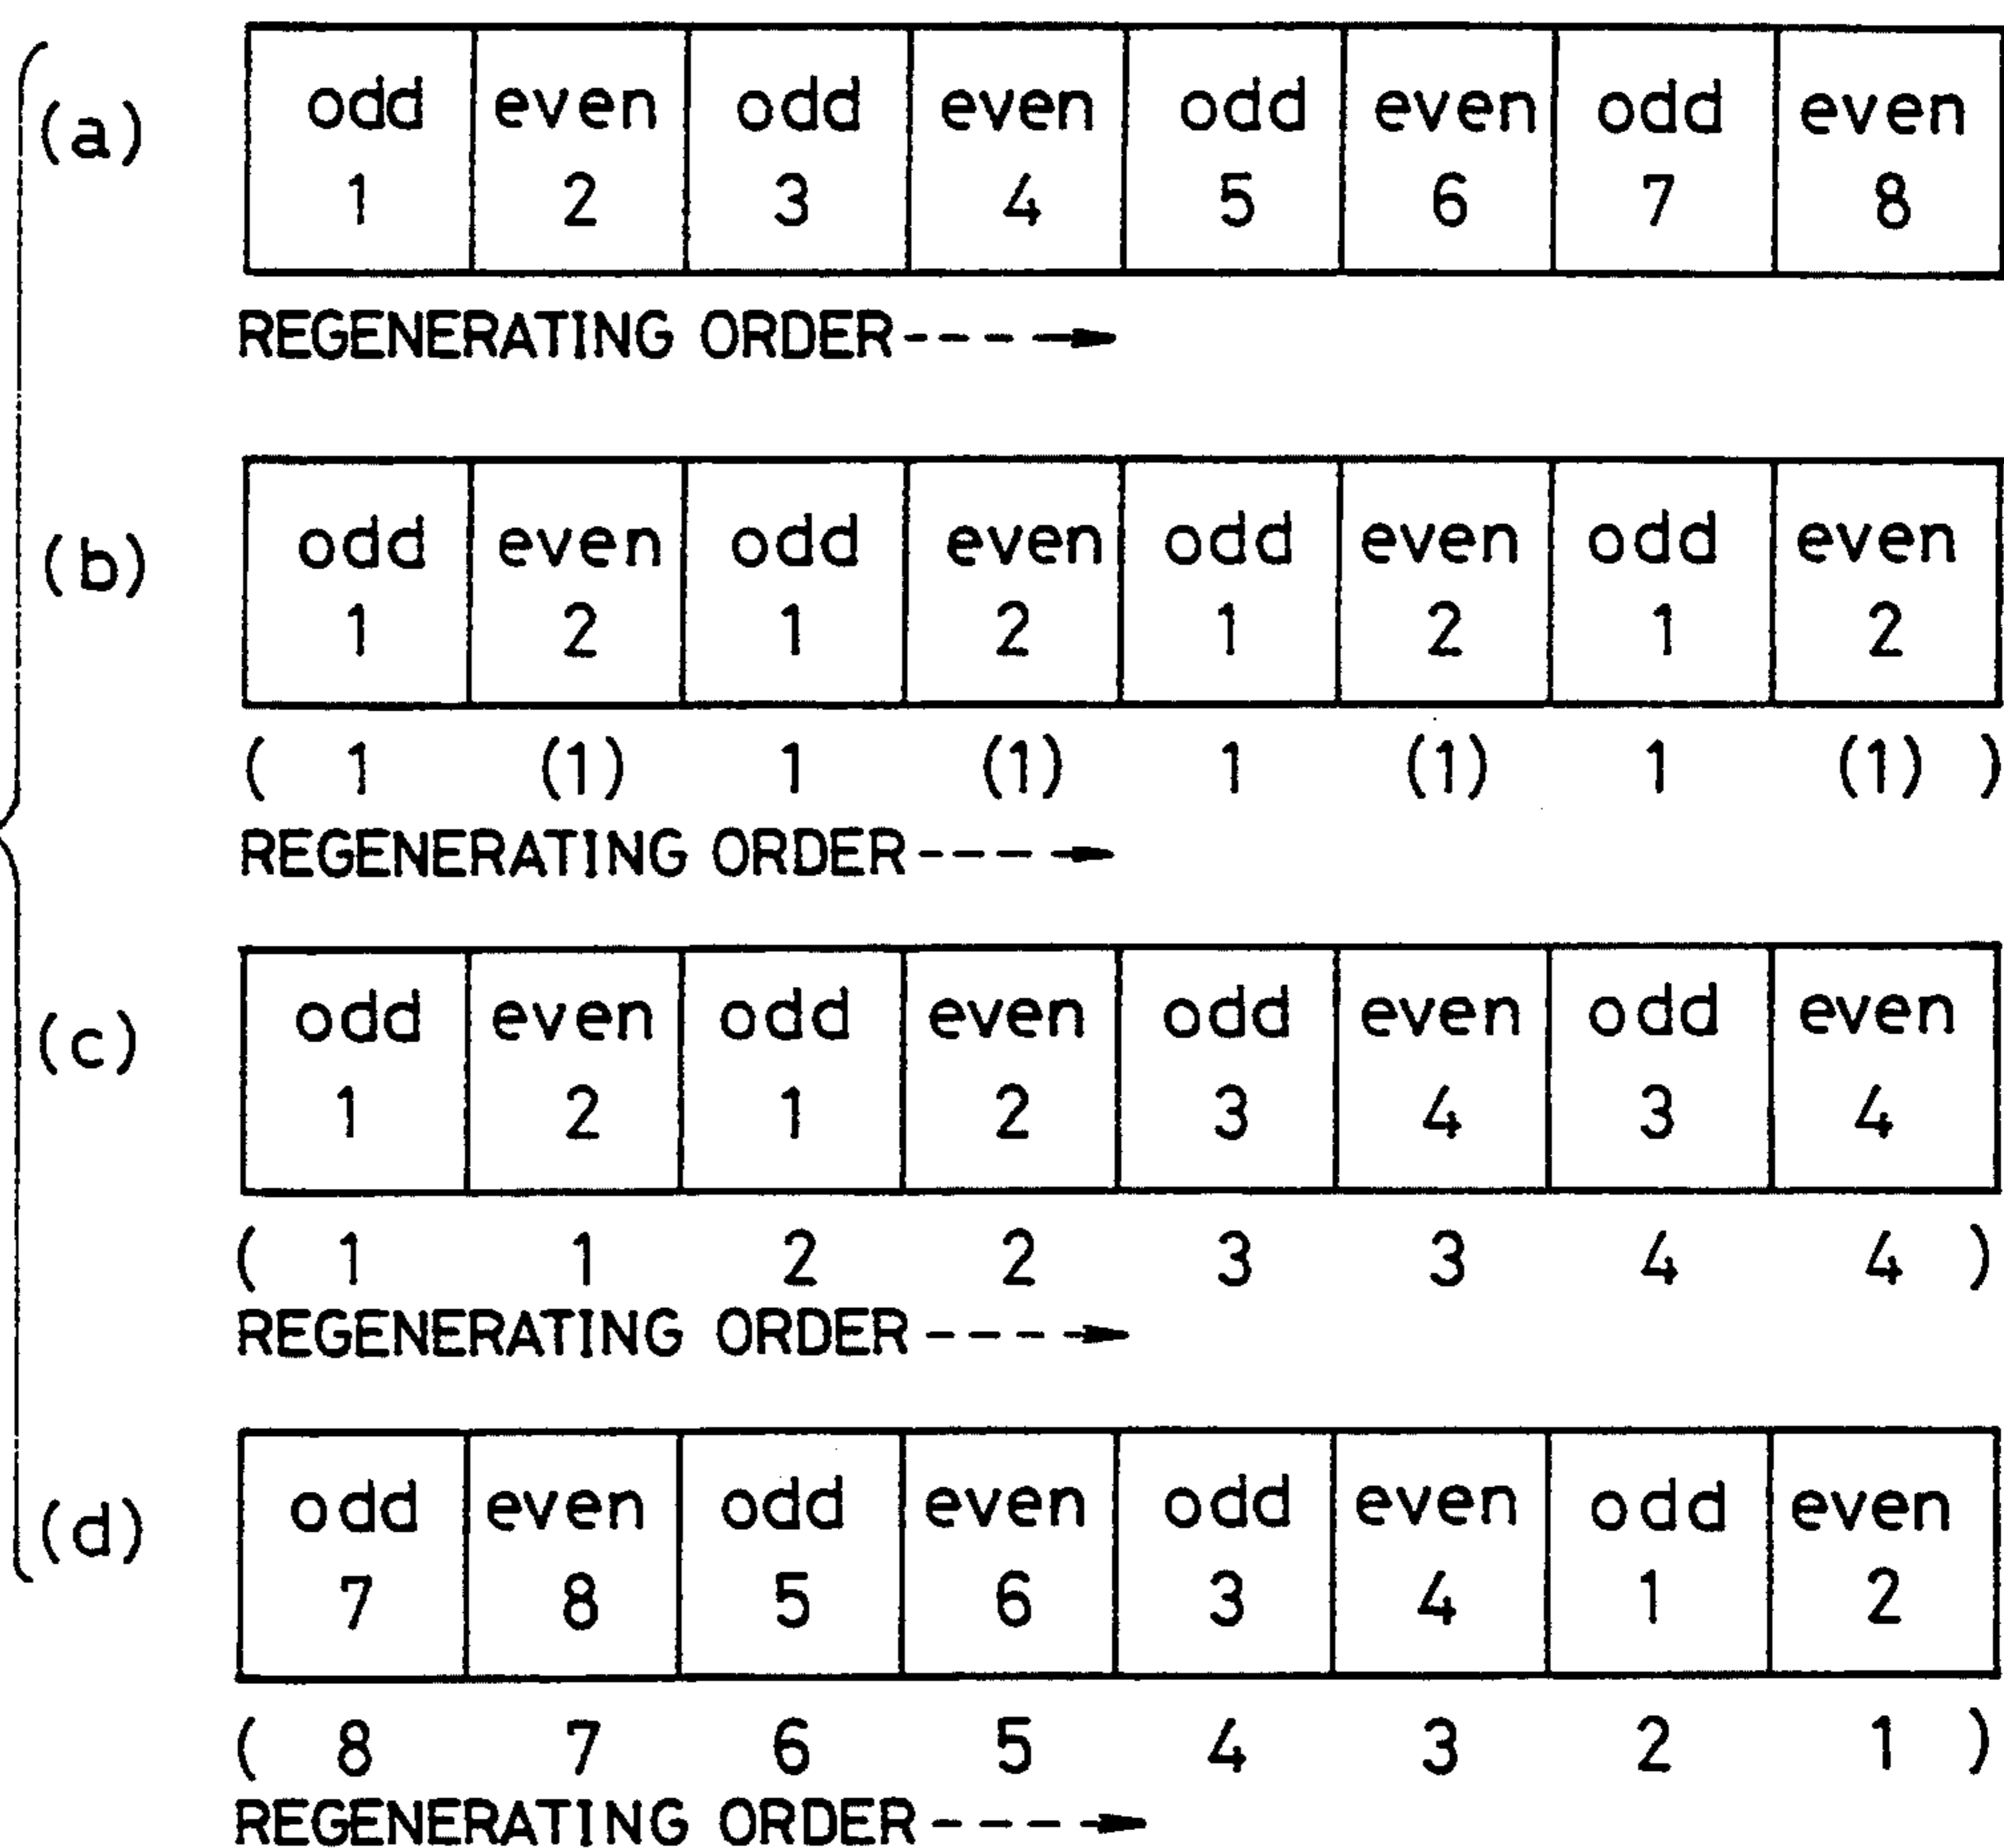 (a) odd even odd even odd even odd even
1 2 3 4 5 6 7 8
REGENERATING ORDER
(b) odd even odd even odd even odd even
1 2 1 2 1 2 1 2
( 1 (1) 1 (1) 1 (1) 1 (1) )
REGENERATING ORDER
(c) odd even odd even odd even odd even
1 2 1 2 3 4 3 4
( 1 1 2 2 3 3 4 4 )
REGENERATING ORDER
(d) odd even odd even odd even odd even
7 8 5 6 3 4 1 2
( 8 7 6 5 4 3 2 1 )
REGENERATING ORDER